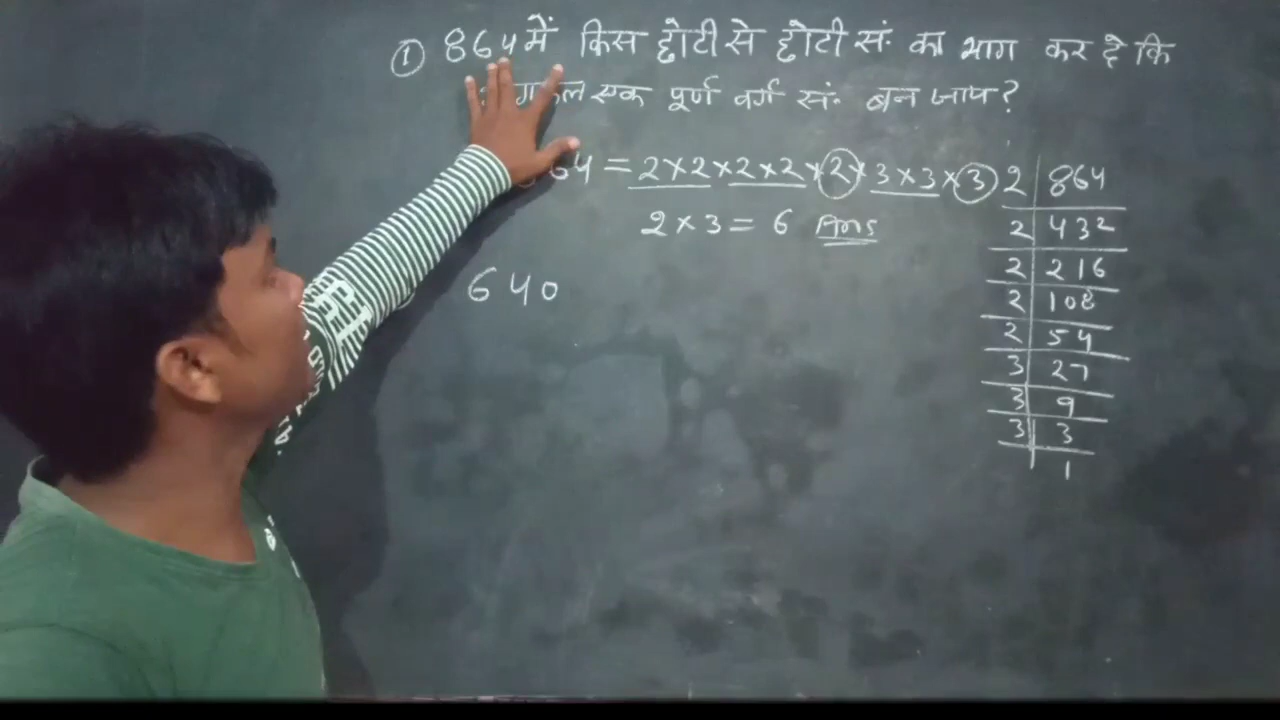 ① 864 में किस छोटी से छोटी सं. का भाग कर दे कि
एक पूर्ण वर्ग सं. बन जाए?
64 = 2×2×2×2×2×3×3×3
2×3 = 6 Ans
640
2 | 864
2 | 432
2 | 216
2 | 108
2 | 54
3 | 27
3 | 9
3 | 3
1